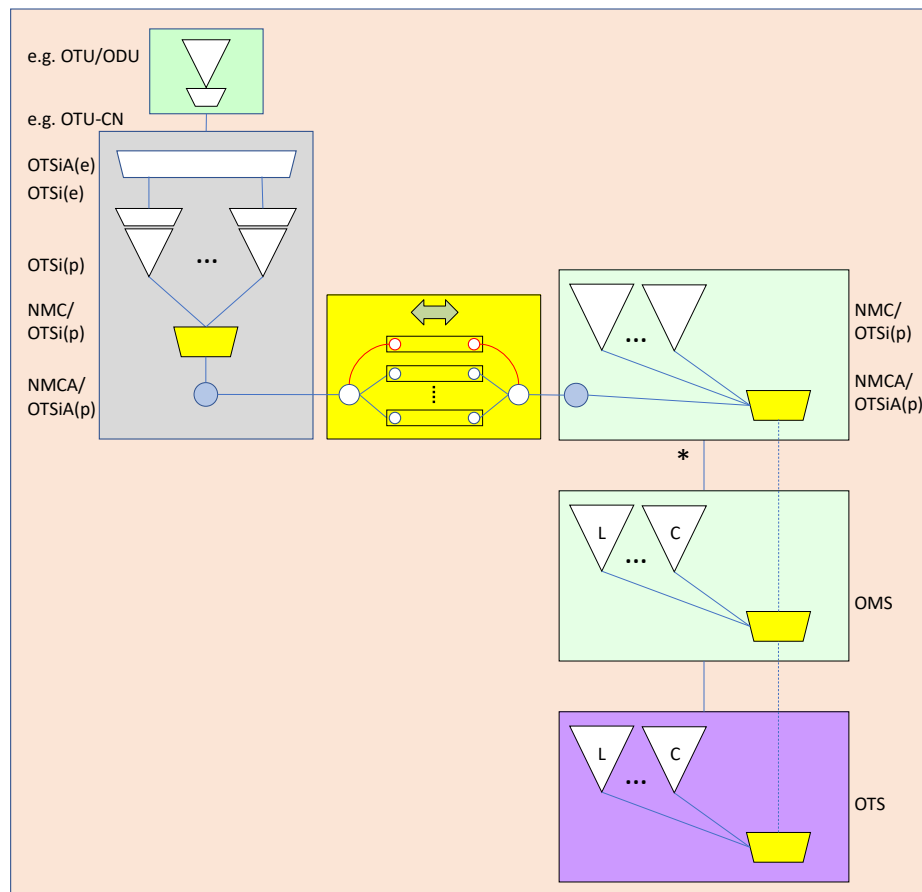 e.g. OTU/ODU
e.g. OTU-CN
OTSiA(e)
OTSi(e)
OTSi(p)
...
NMC/
OTSi(p)
NMCA/
OTSiA(p)
...
NMC/
OTSi(p)
NMCA/
OTSiA(p)
*
L
C
...
OMS
L
C
...
OTS